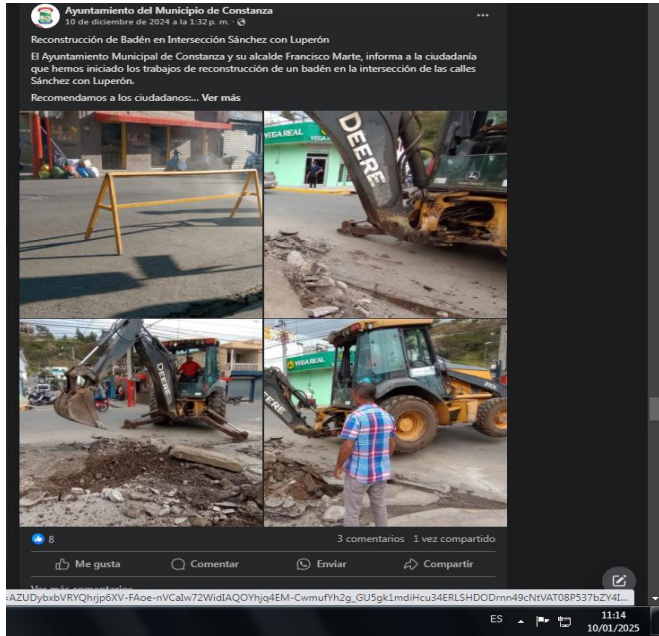 Ayuntamiento del Municipio de Constanza
10 de diciembre de 2024 a la 1:32 p. m. ·
Reconstrucción de Badén en Intersección Sánchez con Luperón
El Ayuntamiento Municipal de Constanza y su alcalde Francisco Marte, informa a la ciudadanía
que hemos iniciado los trabajos de reconstrucción de un badén en la intersección de las calles
Sánchez con Luperón.
Recomendamos a los ciudadanos:... Ver más
VEGA REAL
DEERE
DEERE
VEGA REAL
DEERE
310L
8
3 comentarios 1 vez compartido
Me gusta Comentar Enviar Compartir
Ver más comentarios
ES
11:14
10/01/2025